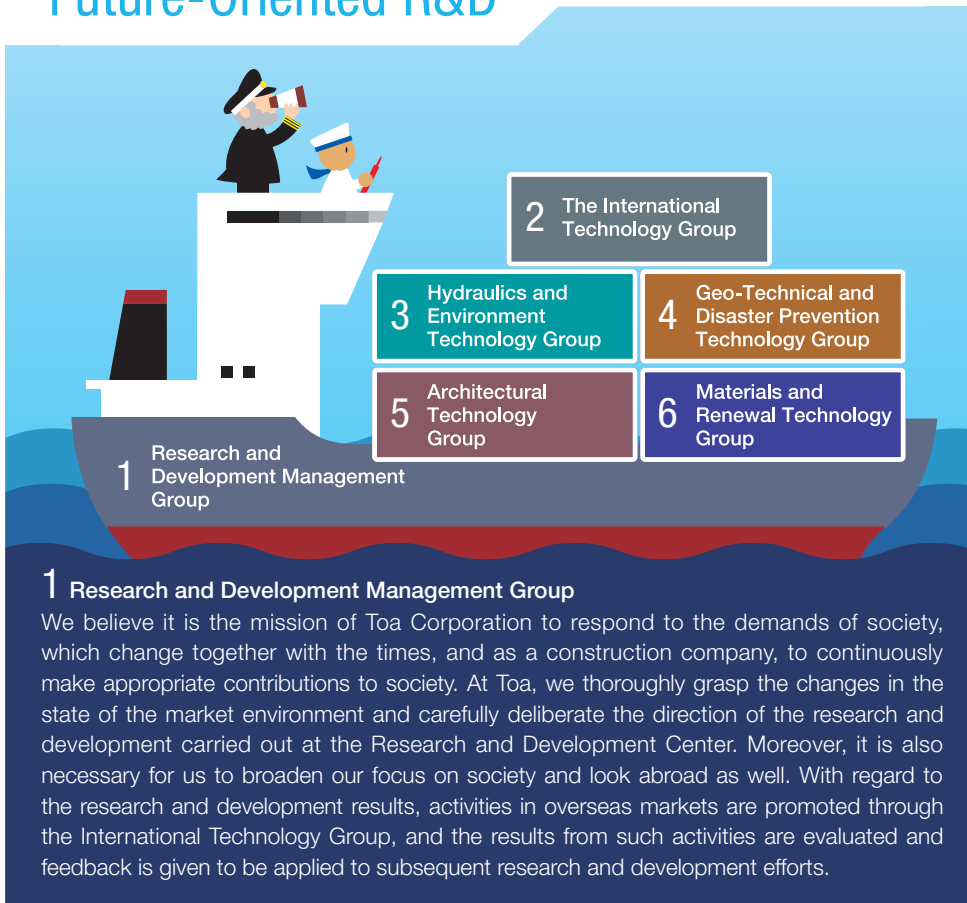 Future-Oriented R&D
2 The International
Technology Group
3 Hydraulics and
Environment
Technology Group
4 Geo-Technical and
Disaster Prevention
Technology Group
5 Architectural
Technology
Group
6 Materials and
Renewal Technology
Group
1 Research and
Development Management
Group
1 Research and Development Management Group
We believe it is the mission of Toa Corporation to respond to the demands of society,
which change together with the times, and as a construction company, to continuously
make appropriate contributions to society. At Toa, we thoroughly grasp the changes in the
state of the market environment and carefully deliberate the direction of the research and
development carried out at the Research and Development Center. Moreover, it is also
necessary for us to broaden our focus on society and look abroad as well. With regard to
the research and development results, activities in overseas markets are promoted through
the International Technology Group, and the results from such activities are evaluated and
feedback is given to be applied to subsequent research and development efforts.